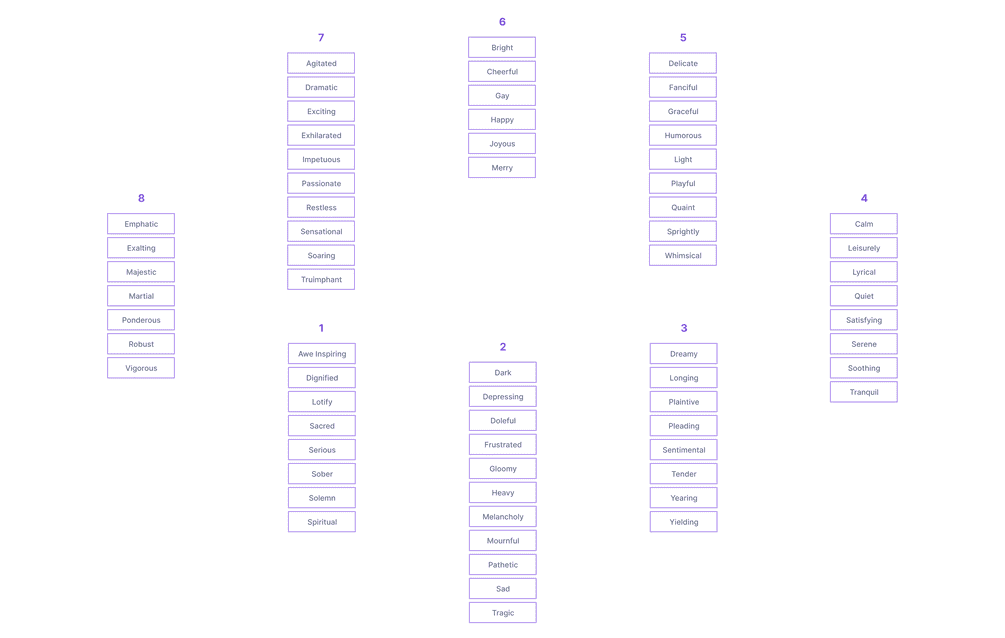 6
Bright
Cheerful
Gay
Happy
Joyous
Merry
7
Agitated
Dramatic
Exciting
Exhilarated
Impetuous
Passionate
Restless
Sensational
Soaring
Truimphant
5
Delicate
Fanciful
Graceful
Humorous
Light
Playful
Quaint
Sprightly
Whimsical
8
Emphatic
Exalting
Majestic
Martial
Ponderous
Robust
Vigorous
4
Calm
Leisurely
Lyrical
Quiet
Satisfying
Serene
Soothing
Tranquil
1
Awe Inspiring
Dignified
Lotify
Sacred
Serious
Sober
Solemn
Spiritual
2
Dark
Depressing
Doleful
Frustrated
Gloomy
Heavy
Melancholy
Mournful
Pathetic
Sad
Tragic
3
Dreamy
Longing
Plaintive
Pleading
Sentimental
Tender
Yearing
Yielding